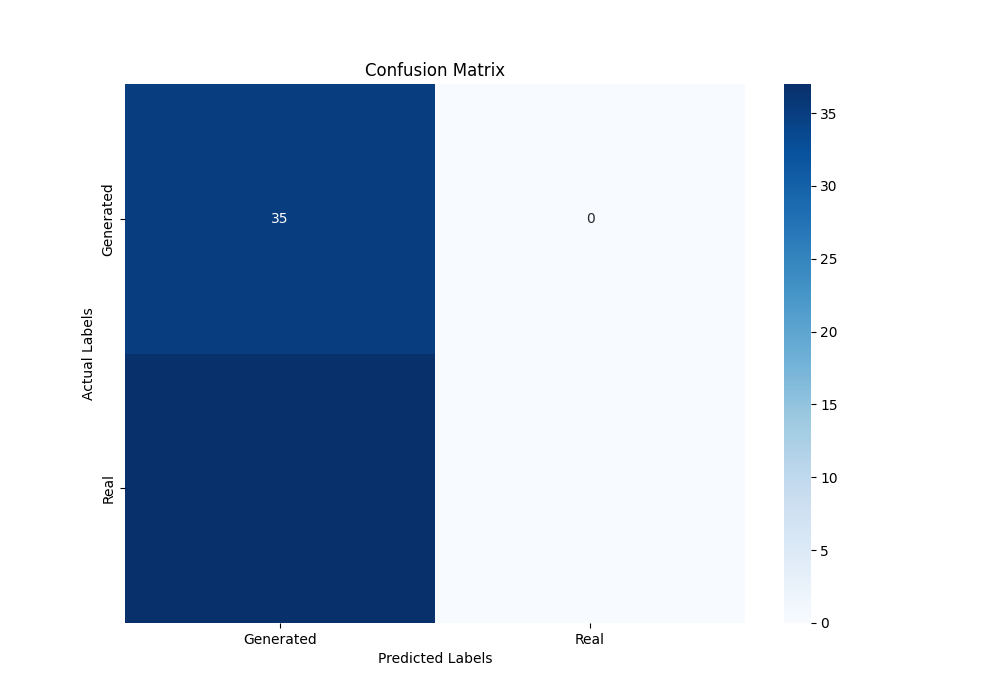 Confusion Matrix
Generated
35
0
Actual Labels
Real
Generated
Real
Predicted Labels
35
30
25
20
15
10
5
0